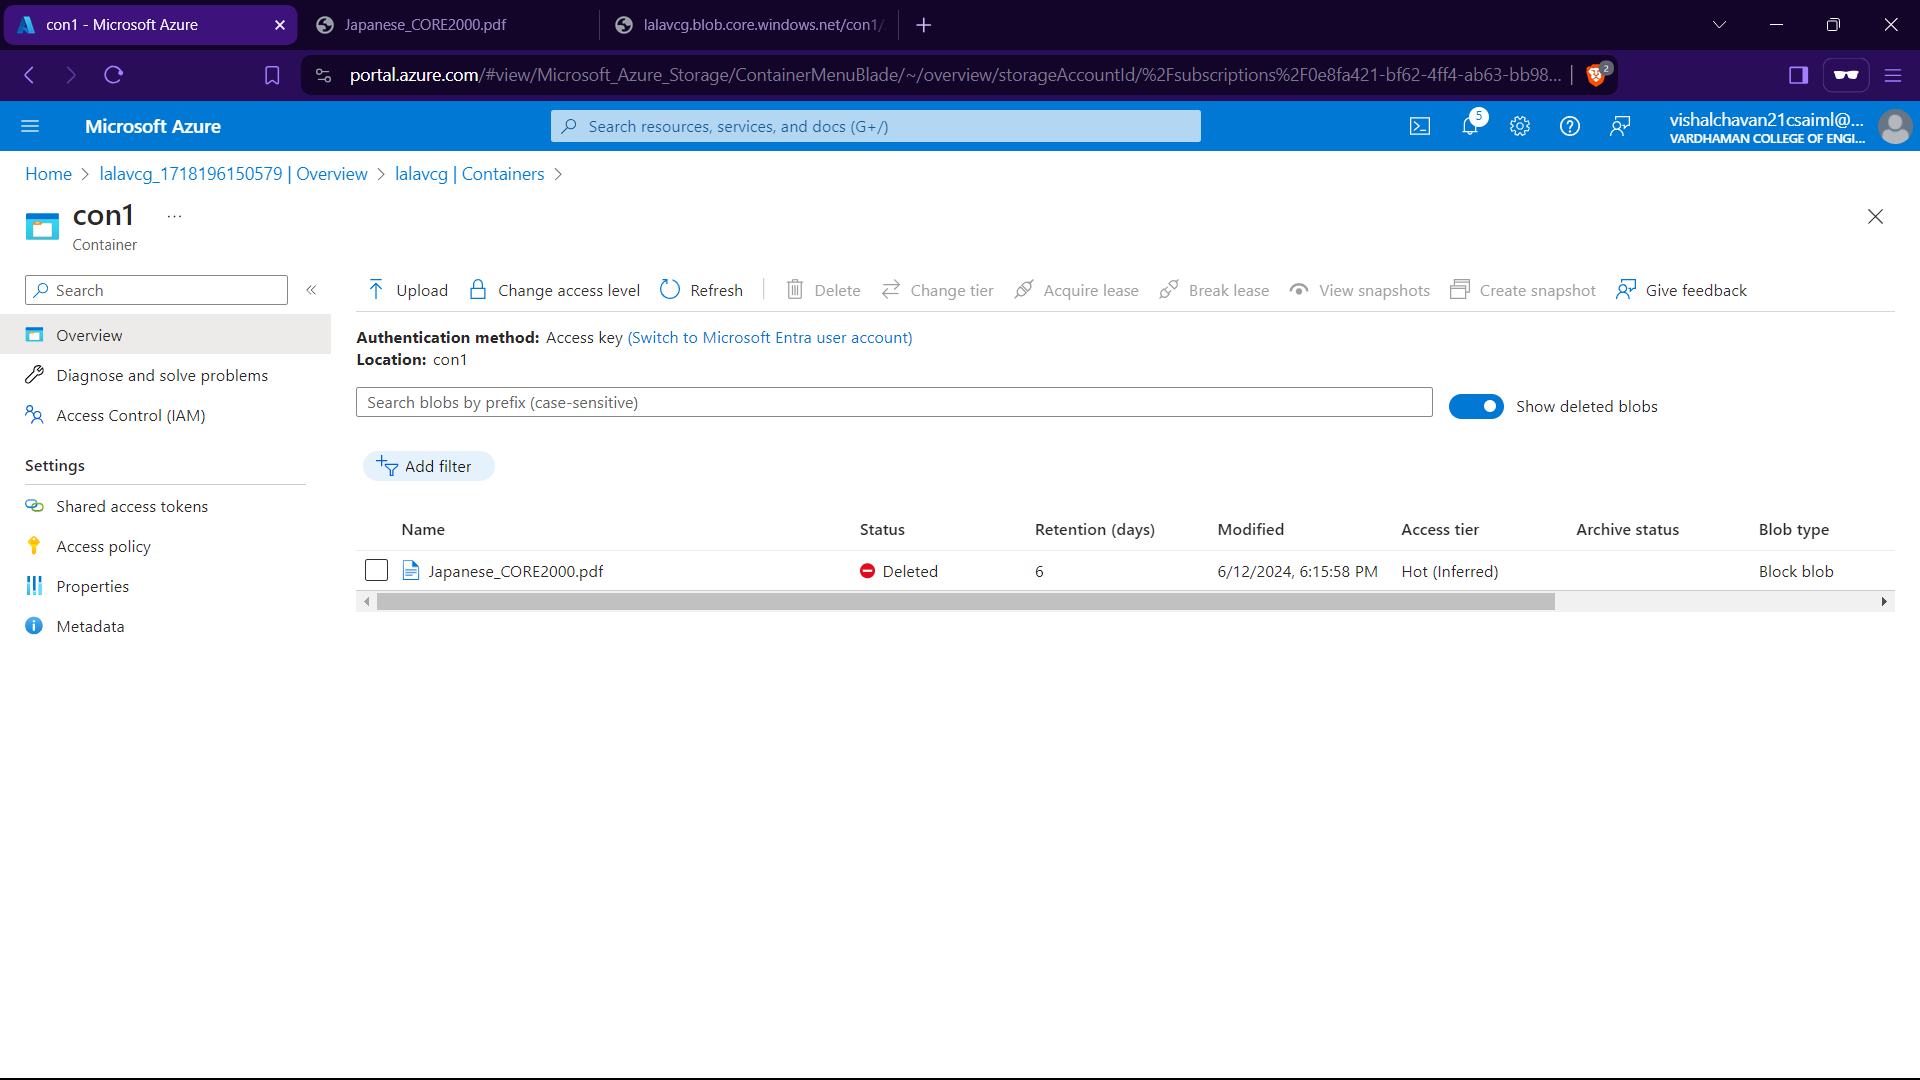 con1 - Microsoft Azure
Japanese_CORE2000.pdf
lalavcg.blob.core.windows.net/con1/
portal.azure.com/#view/Microsoft_Azure_Storage/ContainerMenuBlade/~/overview/storageAccountId/%2Fsubscriptions%2F0e8fa421-bf62-4ff4-ab63-bb98...
2
Microsoft Azure
Search resources, services, and docs (G+/)
5
vishalchavan21csaiml@...
VARDHAMAN COLLEGE OF ENGI...
Home > lalavcg_1718196150579 | Overview > lalavcg | Containers >
con1 ...
Container
Search
«
Upload
Change access level
Refresh
Delete
Change tier
Acquire lease
Break lease
View snapshots
Create snapshot
Give feedback
Overview
Diagnose and solve problems
Access Control (IAM)
Settings
Shared access tokens
Access policy
Properties
Metadata
Authentication method: Access key (Switch to Microsoft Entra user account)
Location: con1
Search blobs by prefix (case-sensitive)
Show deleted blobs
Add filter
Name Status Retention (days) Modified Access tier Archive status Blob type
Japanese_CORE2000.pdf Deleted 6 6/12/2024, 6:15:58 PM Hot (Inferred) Block blob